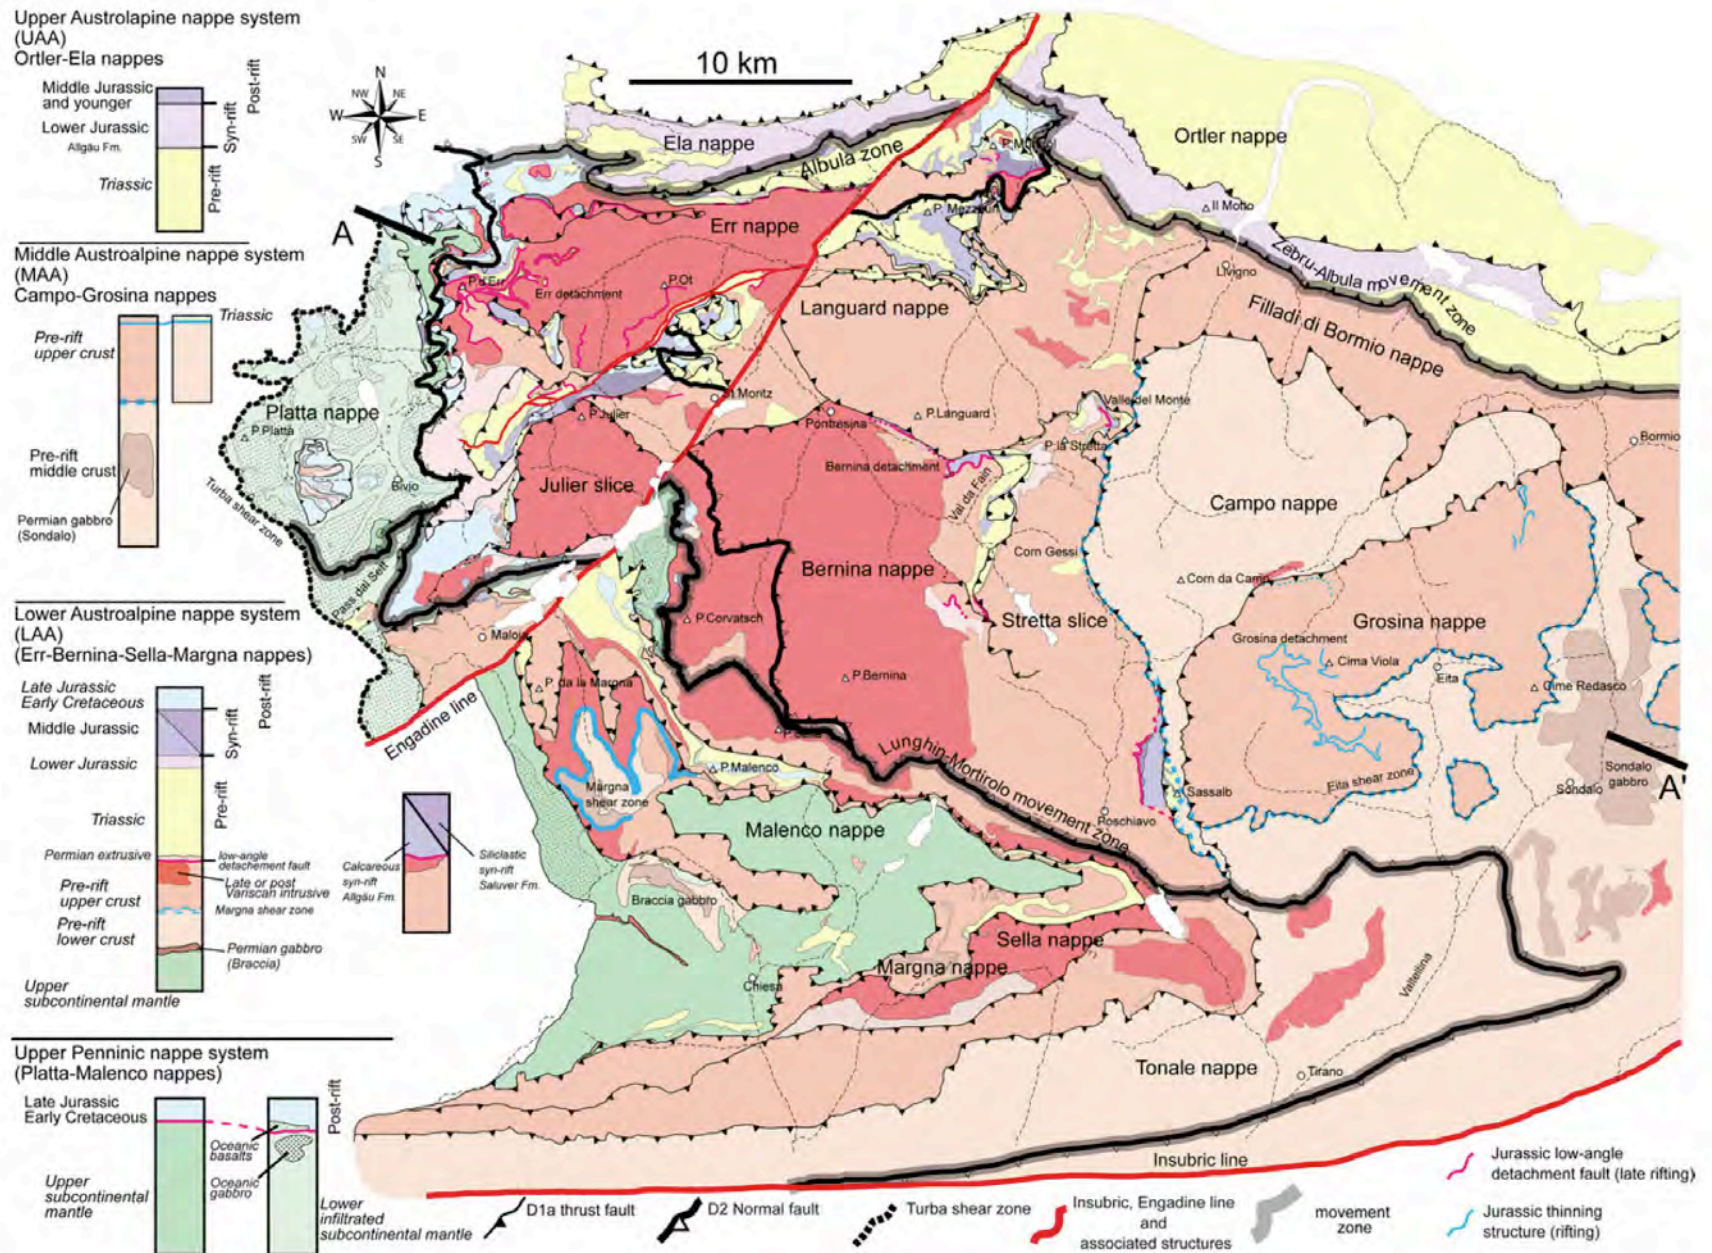 Upper Austrolapine nappe system
(UAA)
Ortler-Ela nappes
Middle Jurassic
and younger
Lower Jurassic
Allgäu Fm.
Triassic
Pre-rift
Syn-rift
Post-rift
Middle Austroalpine nappe system
(MAA)
Campo-Grosina nappes
Triassic
Pre-rift
upper crust
Pre-rift
middle crust
Permian gabbro
(Sondalo)
Lower Austroalpine nappe system
(LAA)
(Err-Bernina-Sella-Margna nappes)
Late Jurassic
Early Cretaceous
Middle Jurassic
Lower Jurassic
Triassic
Permian extrusive
Pre-rift
upper crust
Pre-rift
lower crust
Upper
subcontinental mantle
Pre-rift
Syn-rift
Post-rift
low-angle
detachement fault
Late or post
Variscan intrusive
Margna shear zone
Permian gabbro
(Braccia)
Calcareous
syn-rift
Allgäu Fm.
Siliclastic
syn-rift
Saluver Fm.
Upper Penninic nappe system
(Platta-Malenco nappes)
Late Jurassic
Early Cretaceous
Upper
subcontinental
mantle
Oceanic
basalts
Oceanic
gabbro
Post-rift
Lower
infiltrated
subcontinental mantle
N
NE
E
SE
S
SW
W
NW
10 km
A
A'
Ela nappe
Albula zone
Ortler nappe
Il Motto
Zebru-Albula movement zone
Livigno
Filladi di Bormio nappe
Err nappe
P.d'Err
Err detachment
P.Ot
P. Mezzaun
Languard nappe
Platta nappe
P.Platta
Bivio
Turba shear zone
Pass dal Sett
P.Julier
Julier slice
Moritz
Pontresina
P.Languard
Bernina detachment
Valle del Monte
P.la Stretta
Val da Fain
Bormio
Campo nappe
Bernina nappe
Corn Gessi
Stretta slice
Corn da Camp
Grosina nappe
Grosina detachment
Cima Viola
Eita
Cime Redasco
Eita shear zone
Sondalo
Sondalo
gabbro
Maloja
P.Corvatsch
P.Bernina
P. da la Margna
Engadine line
Margna
shear zone
P.Malenco
Lunghin-Mortirolo movement zone
Sassalb
Poschiavo
Malenco nappe
Braccia gabbro
Chiesa
Sella nappe
Margna nappe
Valtellina
Tonale nappe
Tirano
Insubric line
D1a thrust fault
D2 Normal fault
Turba shear zone
Insubric, Engadine line
and
associated structures
movement
zone
Jurassic low-angle
detachment fault (late rifting)
Jurassic thinning
structure (rifting)